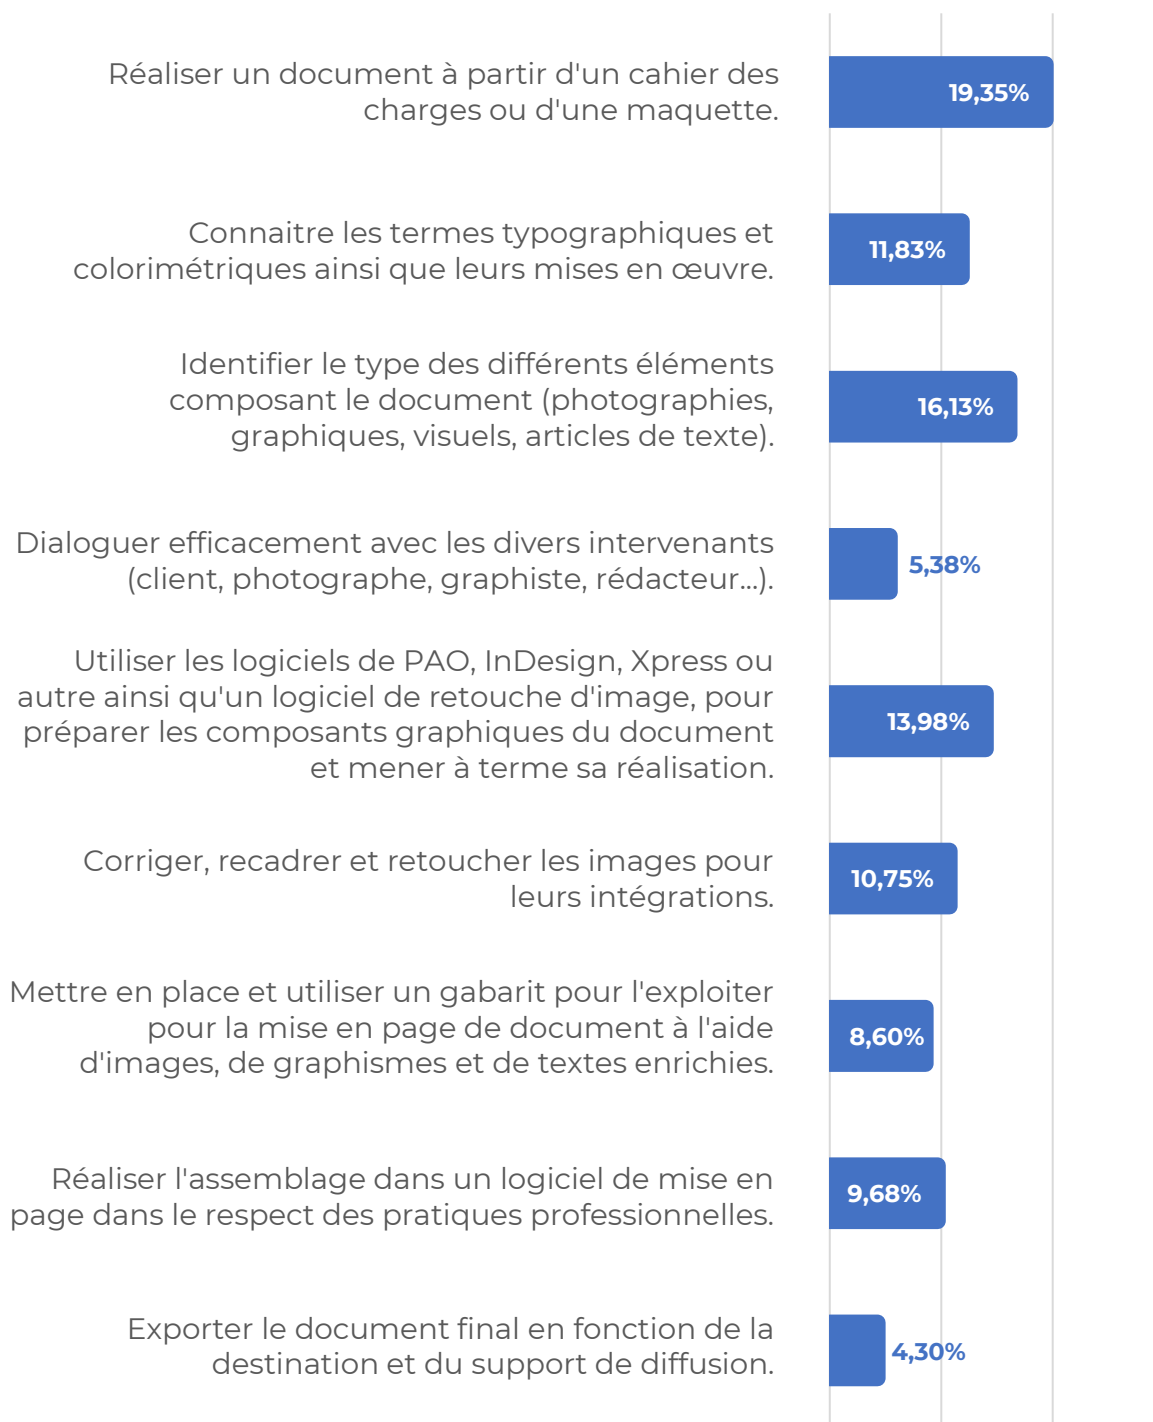 Réaliser un document à partir d'un cahier des
charges ou d'une maquette.
19,35%
Connaitre les termes typographiques et
colorimétriques ainsi que leurs mises en œuvre.
11,83%
Identifier le type des différents éléments
composant le document (photographies,
graphiques, visuels, articles de texte).
16,13%
Dialoguer efficacement avec les divers intervenants
(client, photographe, graphiste, rédacteur...).
5,38%
Utiliser les logiciels de PAO, InDesign, Xpress ou
autre ainsi qu'un logiciel de retouche d'image, pour
préparer les composants graphiques du document
et mener à terme sa réalisation.
13,98%
Corriger, recadrer et retoucher les images pour
leurs intégrations.
10,75%
Mettre en place et utiliser un gabarit pour l'exploiter
pour la mise en page de document à l'aide
d'images, de graphismes et de textes enrichies.
8,60%
Réaliser l'assemblage dans un logiciel de mise en
page dans le respect des pratiques professionnelles.
9,68%
Exporter le document final en fonction de la
destination et du support de diffusion.
4,30%